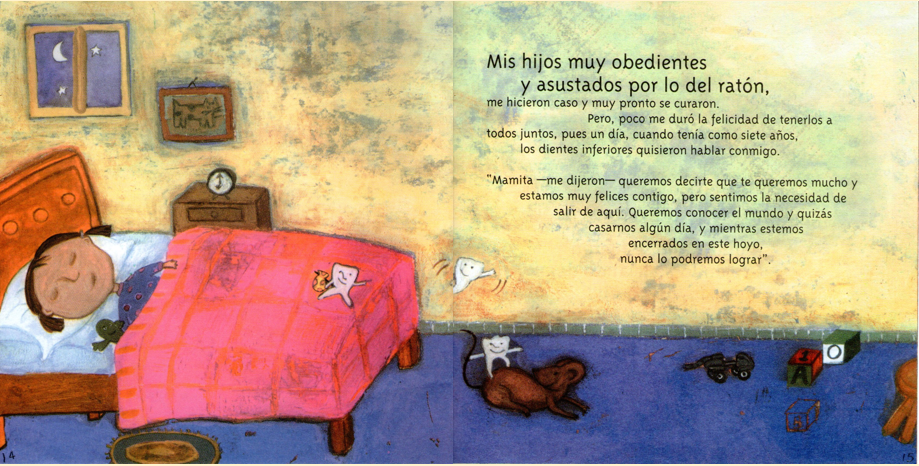 Mis hijos muy obedientes
y asustados por lo del ratón,
me hicieron caso y muy pronto se curaron.
Pero, poco me duró la felicidad de tenerlos a
todos juntos, pues un día, cuando tenía como siete años,
los dientes inferiores quisieron hablar conmigo.
"Mamita —me dijeron— queremos decirte que te queremos mucho y
estamos muy felices contigo, pero sentimos la necesidad de
salir de aquí. Queremos conocer el mundo y quizás
casarnos algún día, y mientras estemos
encerrados en este hoyo,
nunca lo podremos lograr".
O
A
14
15